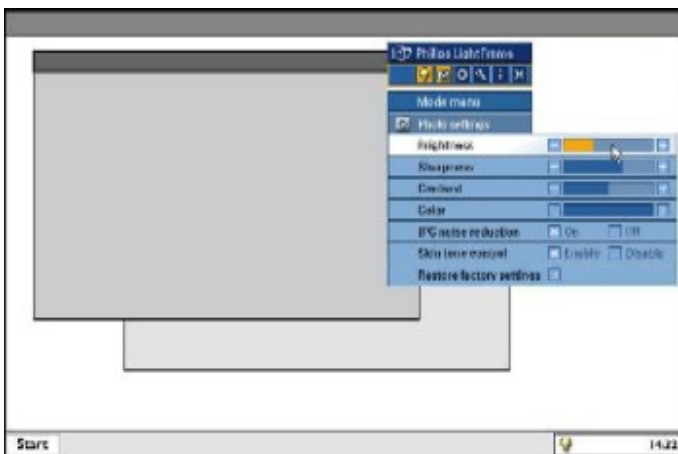 Philips LightFrame
Mode menu
Photo settings
Brightness
Sharpness
Contrast
Color
JPG noise reduction On Off
Skin tone control Enable Disable
Restore factory settings
Start 14:22